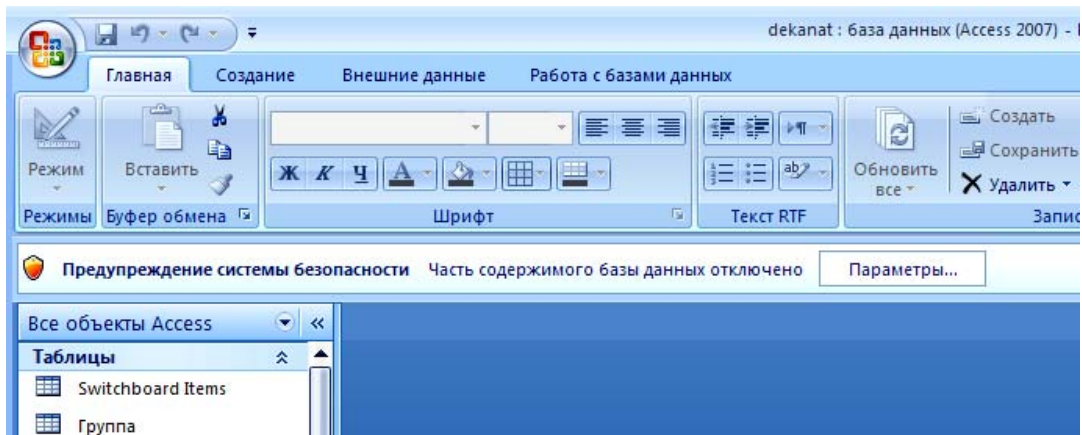 dekanat : база данных (Access 2007) -
Главная Создание Внешние данные Работа с базами данных
Режим Вставить Ж К Ч А ab Обновить все Создать Сохранить Удалить
Режимы Буфер обмена Шрифт Текст RTF
Предупреждение системы безопасности Часть содержимого базы данных отключено Параметры...
Все объекты Access
Таблицы
Switchboard Items
Группа